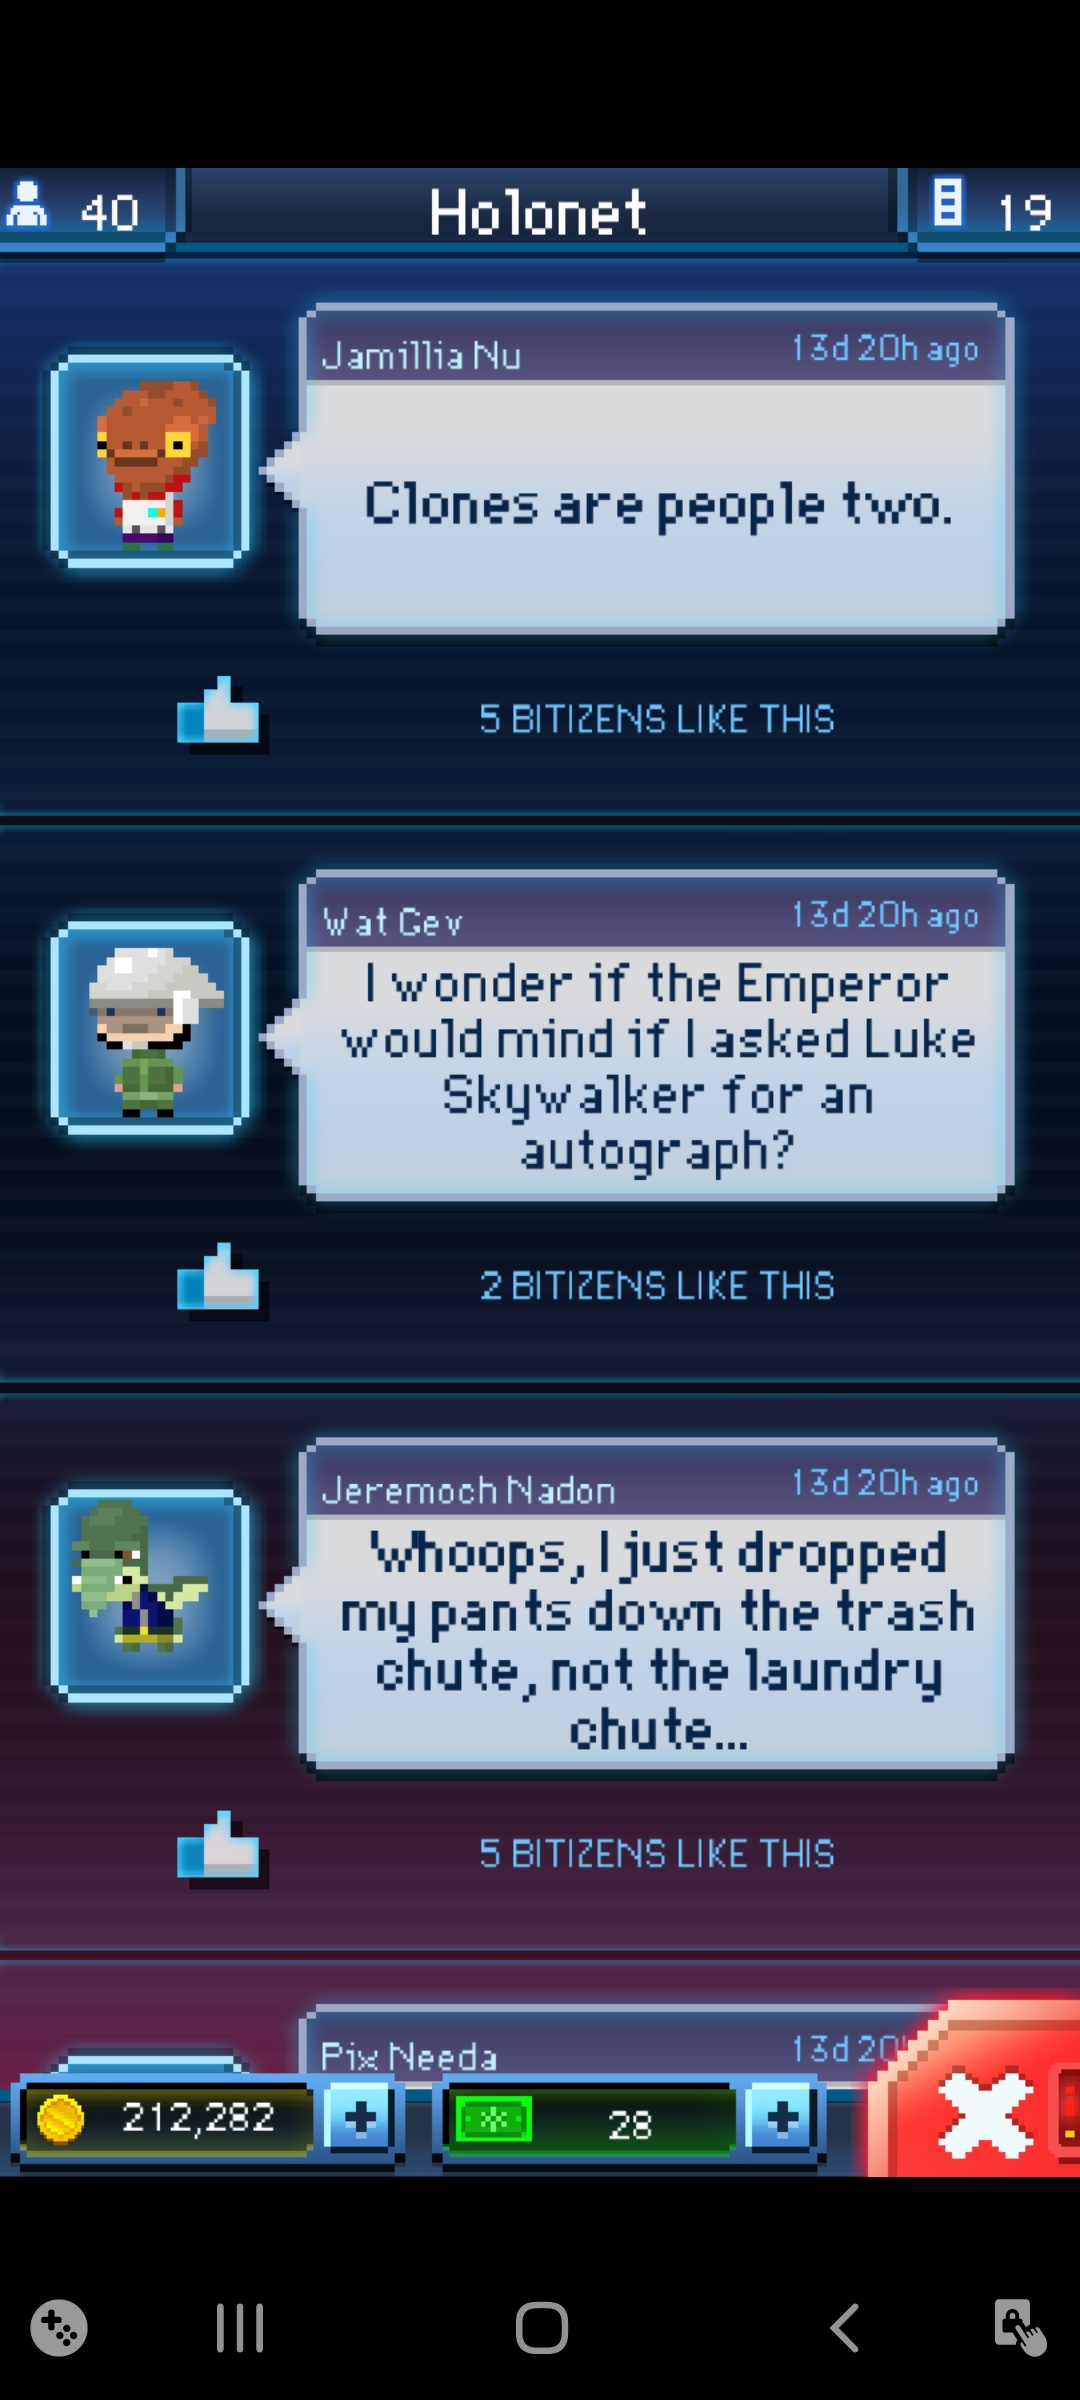 40
Holonet
19
Jamillia Nu
13d 20h ago
Clones are people two.
5 BITIZENS LIKE THIS
Wat Gev
13d 20h ago
I wonder if the Emperor
would mind if I asked Luke
Skywalker for an
autograph?
2 BITIZENS LIKE THIS
Jeremoch Nadon
13d 20h ago
Whoops, I just dropped
my pants down the trash
chute, not the laundry
chute...
5 BITIZENS LIKE THIS
Pix Needa
13d 20
212,282
28